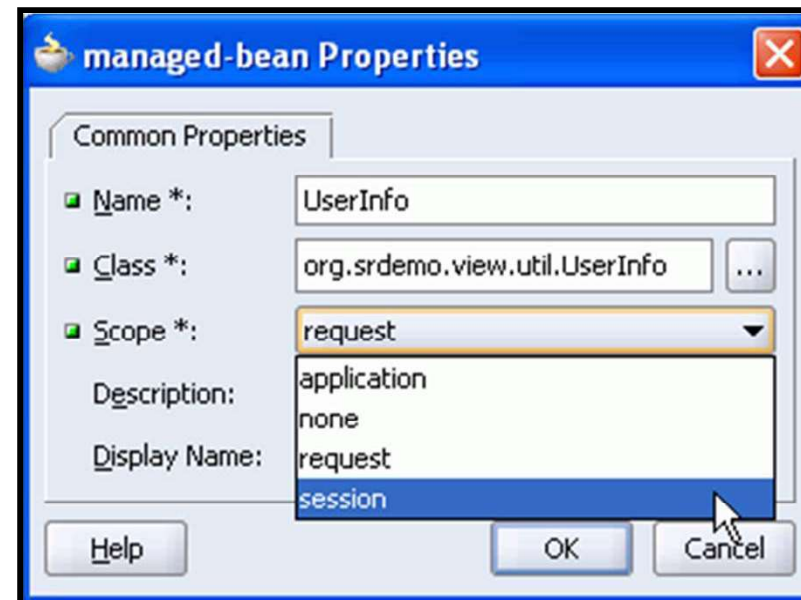 managed-bean Properties
Common Properties
Name *: UserInfo
Class *: org.srdemo.view.util.UserInfo ...
Scope *: request
application
Description:
none
Display Name: request
session
Help OK Cancel